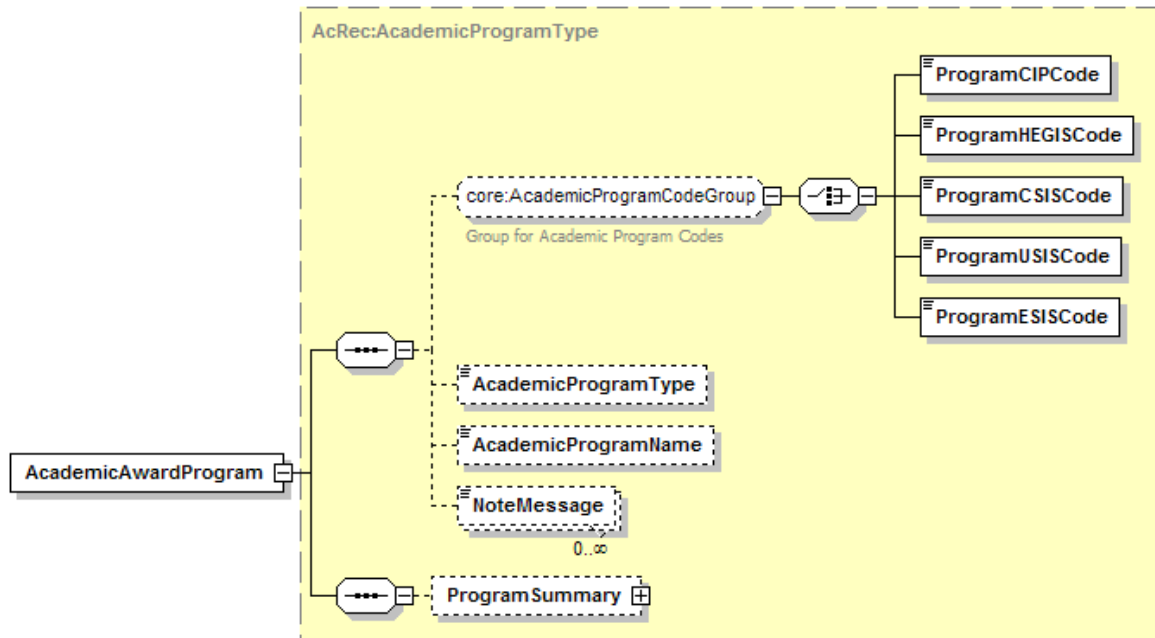 AcRec:AcademicProgramType
ProgramCIPCode
ProgramHEGISCode
core:AcademicProgramCodeGroup
ProgramCSISCode
Group for Academic Program Codes
ProgramUSISCode
ProgramESISCode
AcademicProgramType
AcademicProgramName
AcademicAwardProgram
NoteMessage
0..∞
ProgramSummary